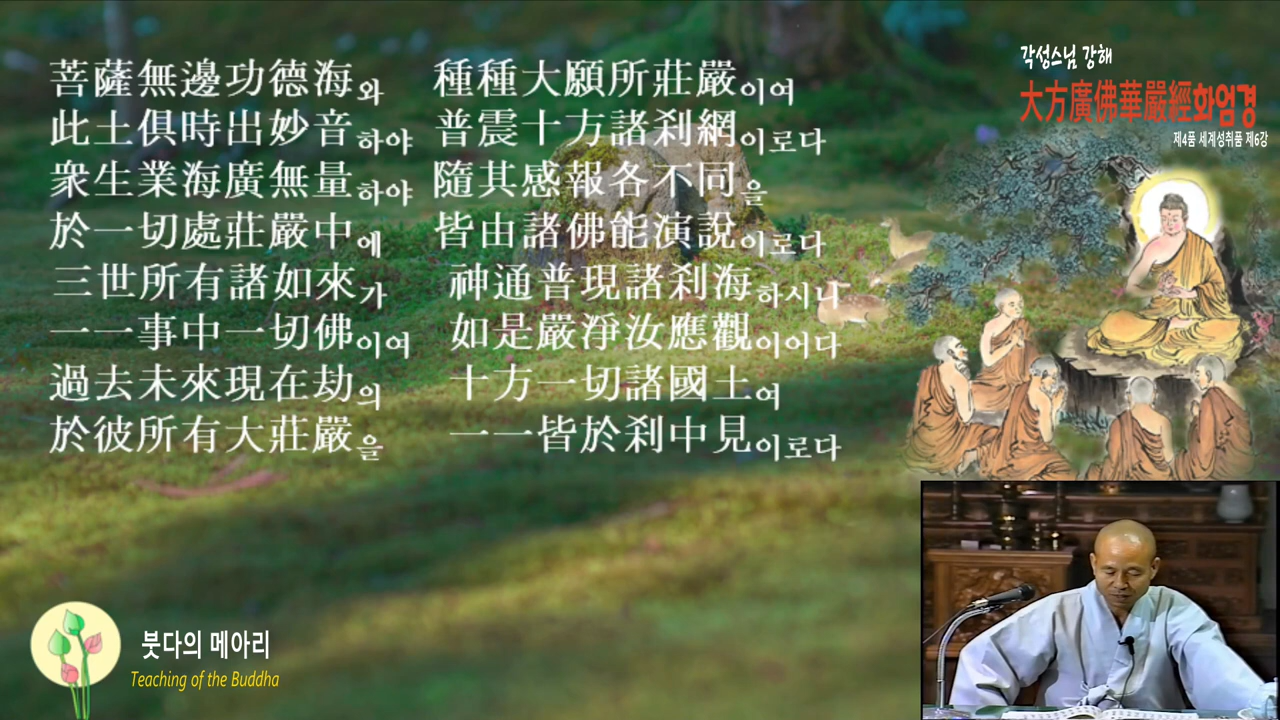 菩薩無邊功德海와 種種大願所莊嚴이여
此土俱時出妙音하야 普震十方諸刹網이로다
衆生業海廣無量하야 隨其感報各不同을
於一切處莊嚴中에 皆由諸佛能演說이로다
三世所有諸如來가 神通普現諸刹海하시니
一一事中一切佛이여 如是嚴淨汝應觀이어다
過去未來現在劫의 十方一切諸國土여
於彼所有大莊嚴을 一一皆於刹中見이로다
각성스님 강해
大方廣佛華嚴經화엄경
제4품 세계성취품 제6강
붓다의 메아리
Teaching of the Buddha